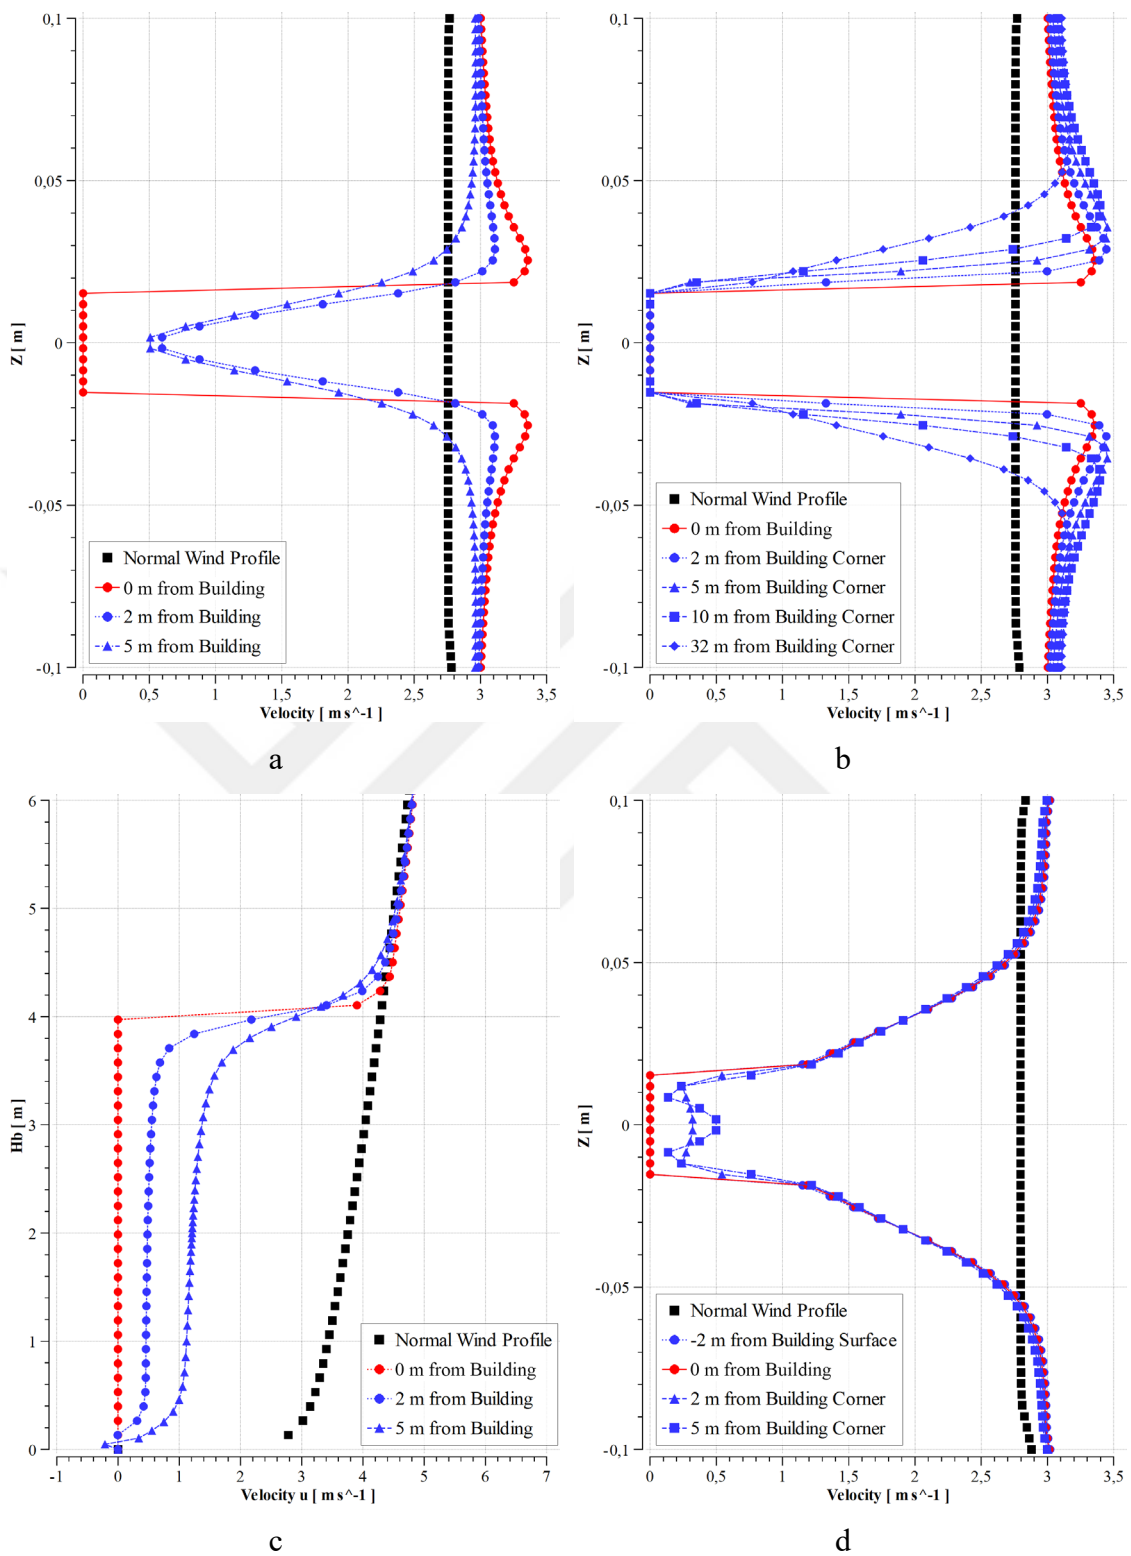 0,1
0,05
0
-0,05
-0,1
Z [ m ]
Normal Wind Profile
0 m from Building
2 m from Building
5 m from Building
0 0,5 1 1,5 2 2,5 3 3,5
Velocity [ m s^-1 ]
a
0,1
0,05
0
-0,05
-0,1
Z [ m ]
Normal Wind Profile
0 m from Building
2 m from Building Corner
5 m from Building Corner
10 m from Building Corner
32 m from Building Corner
0 0,5 1 1,5 2 2,5 3 3,5
Velocity [ m s^-1 ]
b
6
5
4
3
2
1
0
Hb [ m ]
Normal Wind Profile
0 m from Building
2 m from Building
5 m from Building
-1 0 1 2 3 4 5 6 7
Velocity u [ m s^-1 ]
c
0,1
0,05
0
-0,05
-0,1
Z [ m ]
Normal Wind Profile
-2 m from Building Surface
0 m from Building
2 m from Building Corner
5 m from Building Corner
0 0,5 1 1,5 2 2,5 3 3,5
Velocity [ m s^-1 ]
d